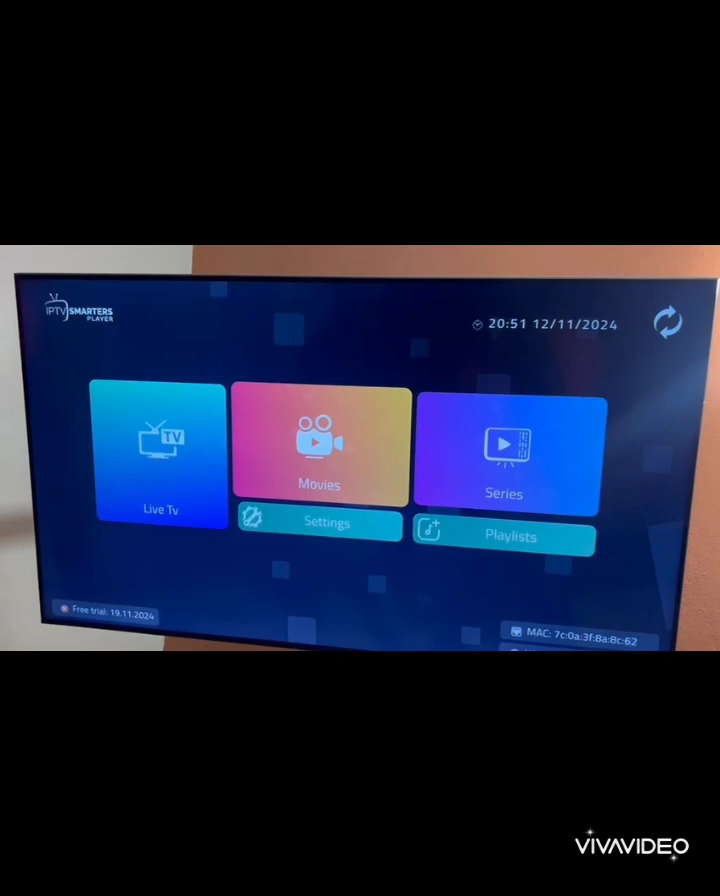 IPTV SMARTERS
PLAYER
20:51 12/11/2024
TV
Live Tv
Movies
Series
Settings
Playlists
Free trial: 19.11.2024
MAC: 7c:0a:3f:8a:8c:62
VIVAVIDEO